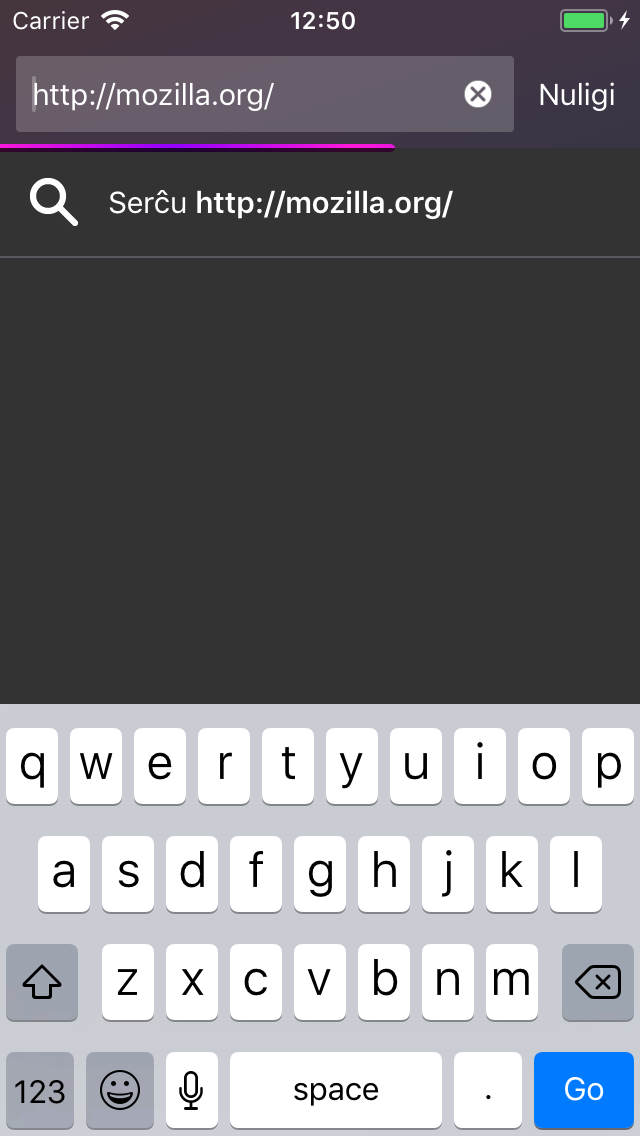 Carrier 12:50
http://mozilla.org/ Nuligi
Serĉu http://mozilla.org/
q w e r t y u i o p
a s d f g h j k l
z x c v b n m
123 space . Go